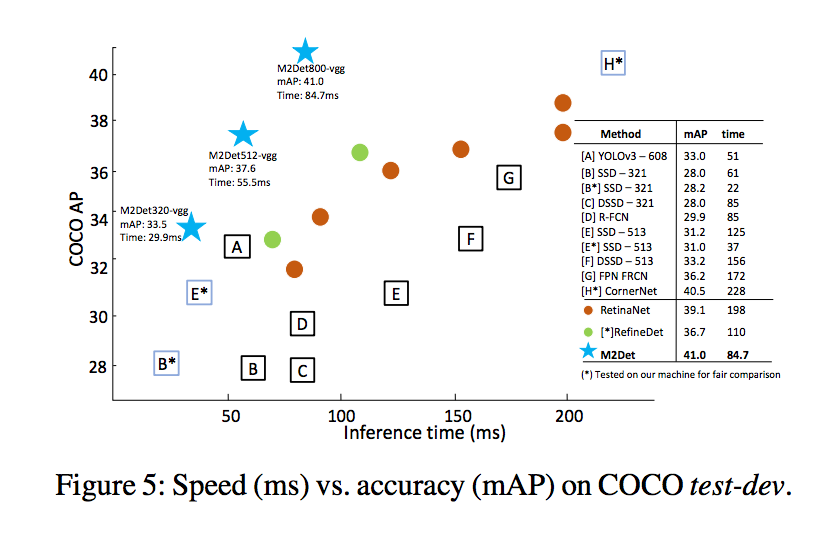 COCO AP
40
38
36
34
32
30
28
50
100
150
200
Inference time (ms)
M2Det800-vgg
mAP: 41.0
Time: 84.7ms
M2Det512-vgg
mAP: 37.6
Time: 55.5ms
M2Det320-vgg
mAP: 33.5
Time: 29.9ms
H*
G
A
F
E*
E
D
B*
B
C
Method mAP time
[A] YOLOv3 – 608 33.0 51
[B] SSD – 321 28.0 61
[B*] SSD – 321 28.2 22
[C] DSSD – 321 28.0 85
[D] R-FCN 29.9 85
[E] SSD – 513 31.2 125
[E*] SSD – 513 31.0 37
[F] DSSD – 513 33.2 156
[G] FPN FRCN 36.2 172
[H*] CornerNet 40.5 228
RetinaNet 39.1 198
[*]RefineDet 36.7 110
M2Det 41.0 84.7
(*) Tested on our machine for fair comparison
Figure 5: Speed (ms) vs. accuracy (mAP) on COCO test-dev.